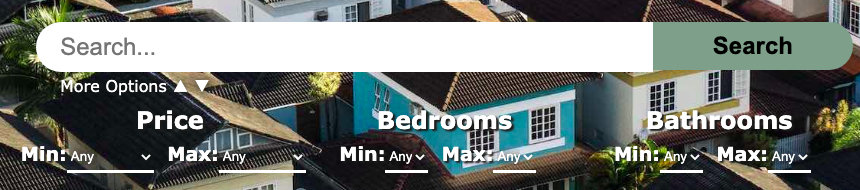 Search... Search
More Options ▲▼
Price Bedrooms Bathrooms
Min: Any Max: Any Min: Any Max: Any Min: Any Max: Any